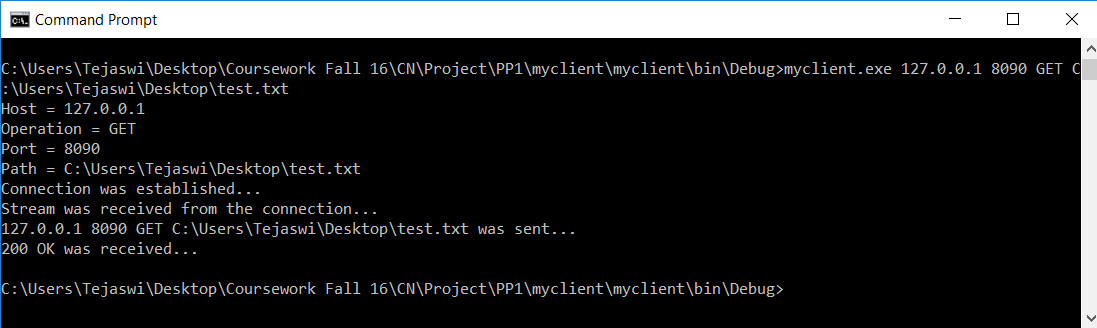 Command Prompt
C:\Users\Tejaswi\Desktop\Coursework Fall 16\CN\Project\PP1\myclient\myclient\bin\Debug>myclient.exe 127.0.0.1 8090 GET C
:\Users\Tejaswi\Desktop\test.txt
Host = 127.0.0.1
Operation = GET
Port = 8090
Path = C:\Users\Tejaswi\Desktop\test.txt
Connection was established...
Stream was received from the connection...
127.0.0.1 8090 GET C:\Users\Tejaswi\Desktop\test.txt was sent...
200 OK was received...
C:\Users\Tejaswi\Desktop\Coursework Fall 16\CN\Project\PP1\myclient\myclient\bin\Debug>